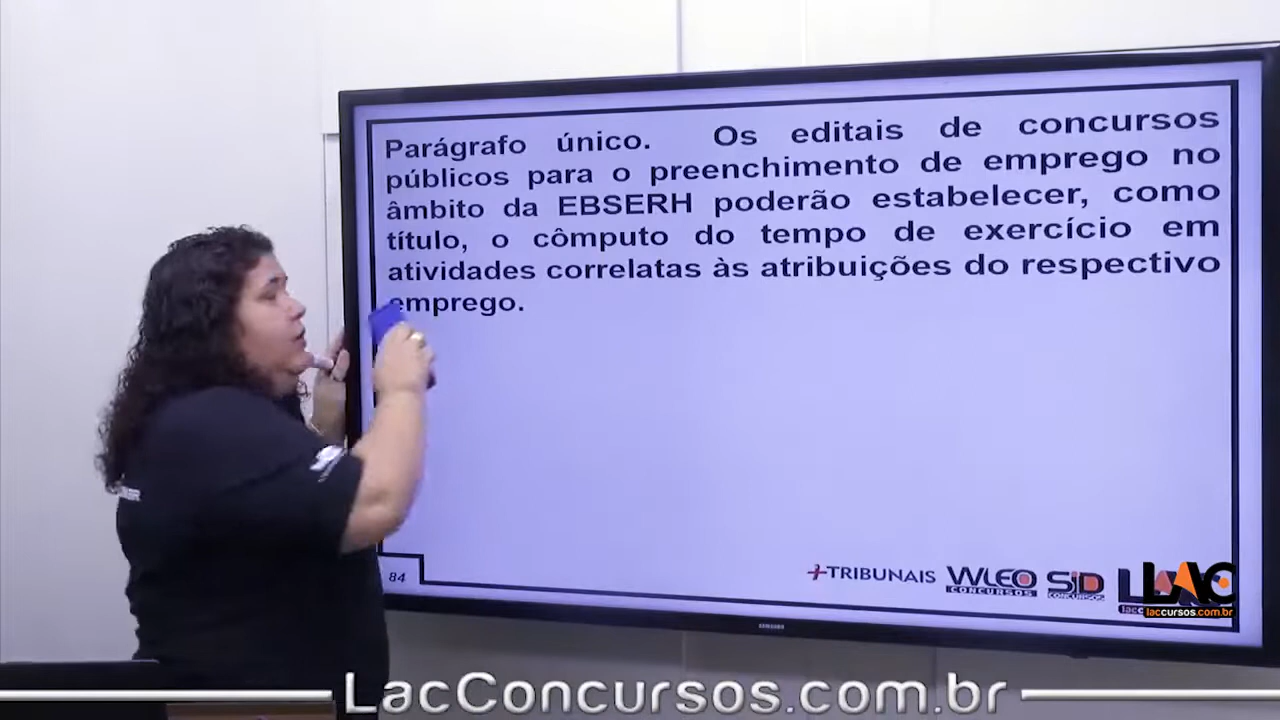 Parágrafo único. Os editais de concursos
públicos para o preenchimento de emprego no
âmbito da EBSERH poderão estabelecer, como
título, o cômputo do tempo de exercício em
atividades correlatas às atribuições do respectivo
emprego.
84
+TRIBUNAIS
WLEO
CONCURSOS
SID
CONCURSOS
LAC
laccursos.com.br
SAMSUNG
LacConcursos.com.br